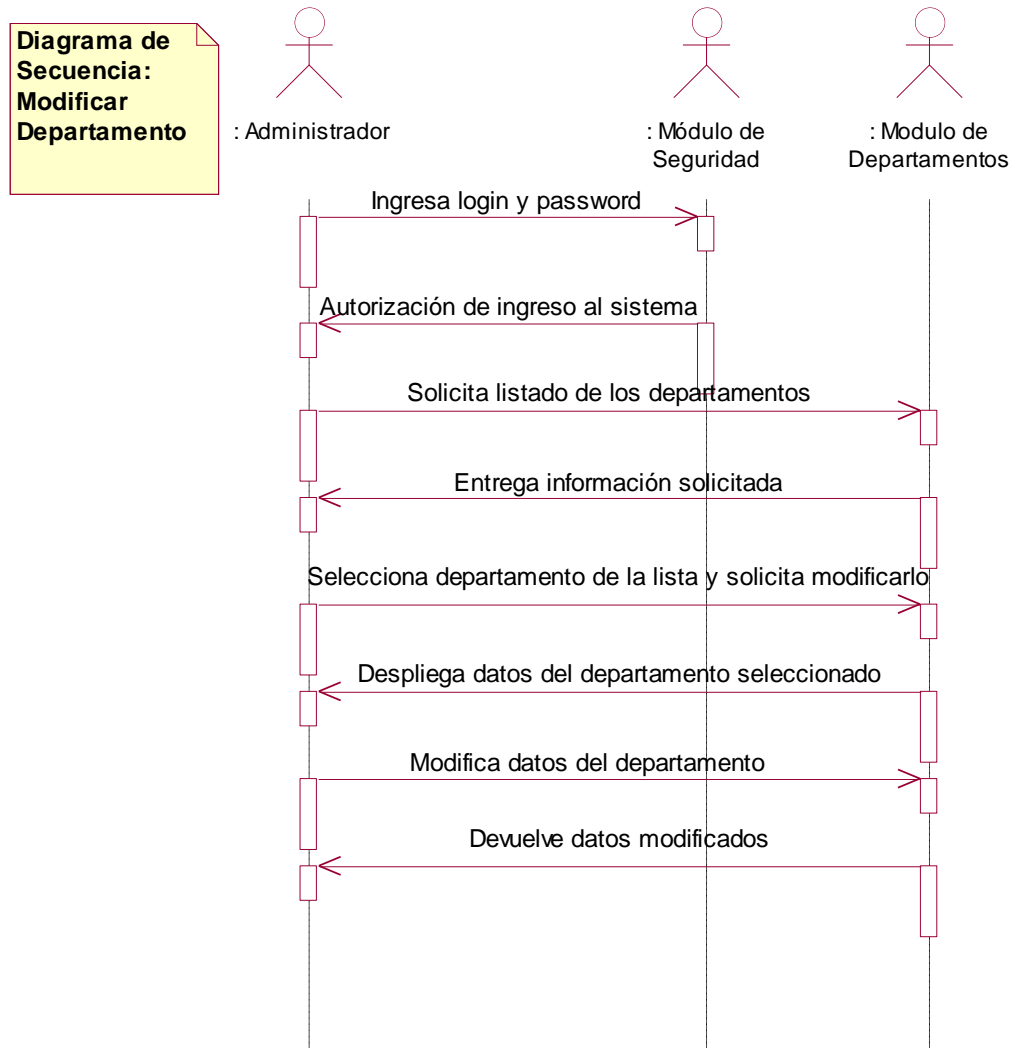 Diagrama de
Secuencia:
Modificar
Departamento
: Administrador
: Módulo de
Seguridad
: Modulo de
Departamentos
Ingresa login y password
Autorización de ingreso al sistema
Solicita listado de los departamentos
Entrega información solicitada
Selecciona departamento de la lista y solicita modificarlo
Despliega datos del departamento seleccionado
Modifica datos del departamento
Devuelve datos modificados